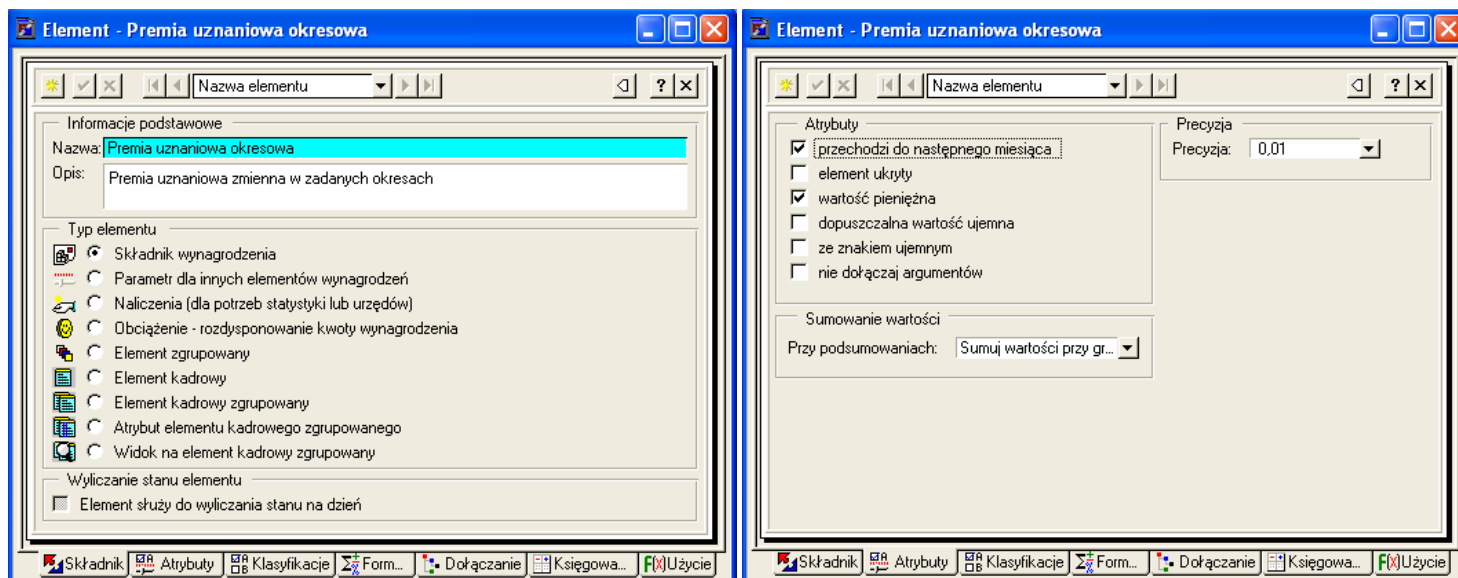 Element - Premia uznaniowa okresowa
Nazwa elementu
Informacje podstawowe
Nazwa: Premia uznaniowa okresowa
Opis: Premia uznaniowa zmienna w zadanych okresach
Typ elementu
Składnik wynagrodzenia
Parametr dla innych elementów wynagrodzeń
Naliczenia (dla potrzeb statystyki lub urzędów)
Obciążenie - rozdysponowanie kwoty wynagrodzenia
Element zgrupowany
Element kadrowy
Element kadrowy zgrupowany
Atrybut elementu kadrowego zgrupowanego
Widok na element kadrowy zgrupowany
Wyliczanie stanu elementu
Element służy do wyliczania stanu na dzień
Składnik Atrybuty Klasyfikacje Form... Dołączanie Księgowa... F(X) Użycie
Element - Premia uznaniowa okresowa
Nazwa elementu
Atrybuty
przechodzi do następnego miesiąca
element ukryty
wartość pieniężna
dopuszczalna wartość ujemna
ze znakiem ujemnym
nie dołączaj argumentów
Precyzja
Precyzja: 0,01
Sumowanie wartości
Przy podsumowaniach: Sumuj wartości przy gr...
Składnik Atrybuty Klasyfikacje Form... Dołączanie Księgowa... F(X) Użycie